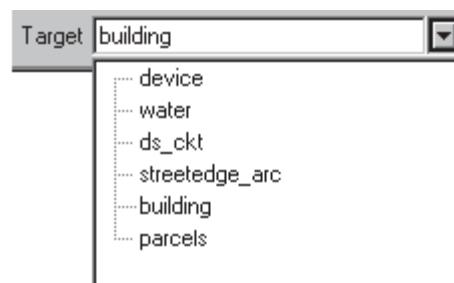 Target building
device
water
ds_ckt
streetedge_arc
building
parcels